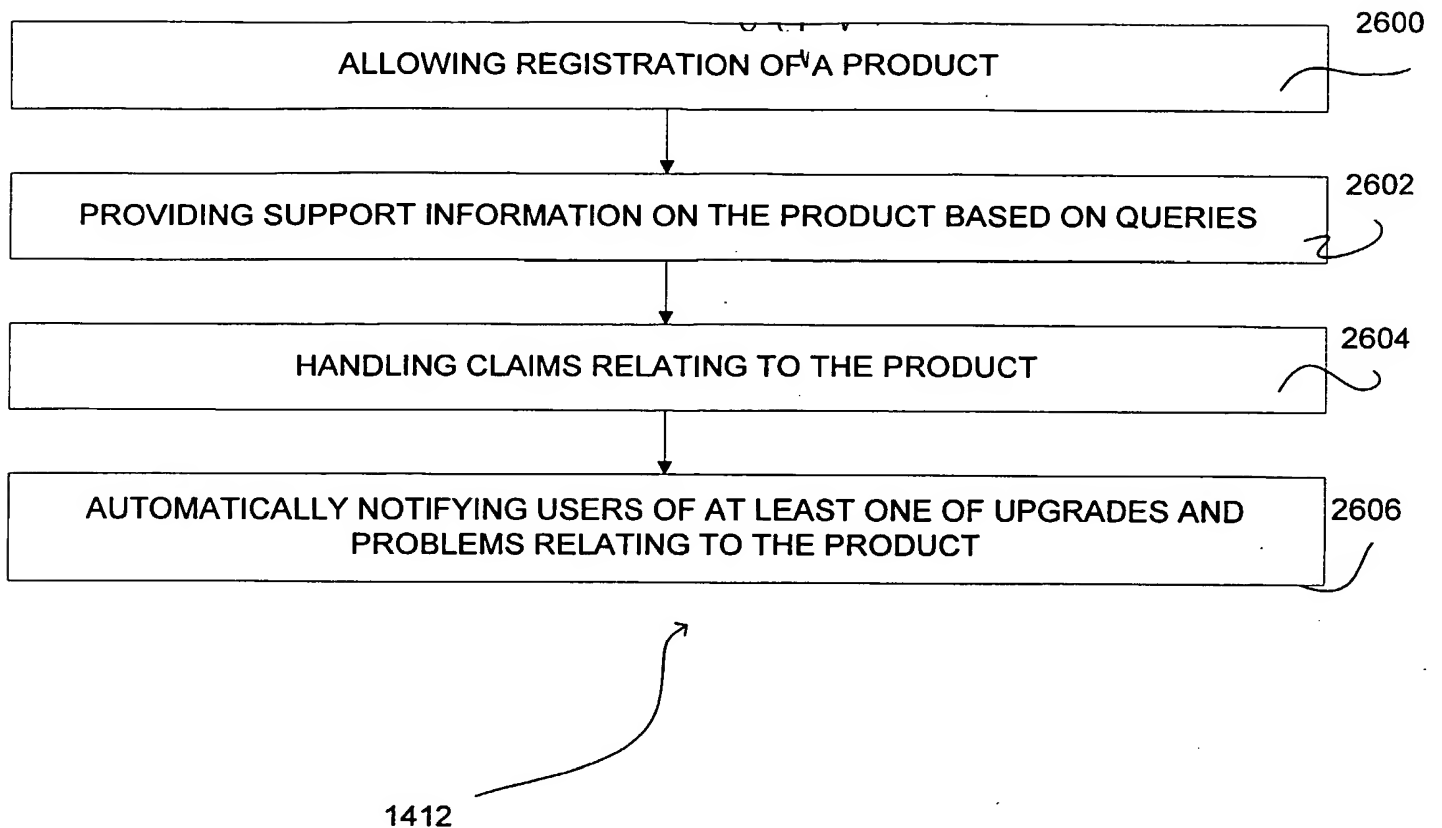 2600
ALLOWING REGISTRATION OF A PRODUCT
2602
PROVIDING SUPPORT INFORMATION ON THE PRODUCT BASED ON QUERIES
2604
HANDLING CLAIMS RELATING TO THE PRODUCT
AUTOMATICALLY NOTIFYING USERS OF AT LEAST ONE OF UPGRADES AND
2606
PROBLEMS RELATING TO THE PRODUCT
1412